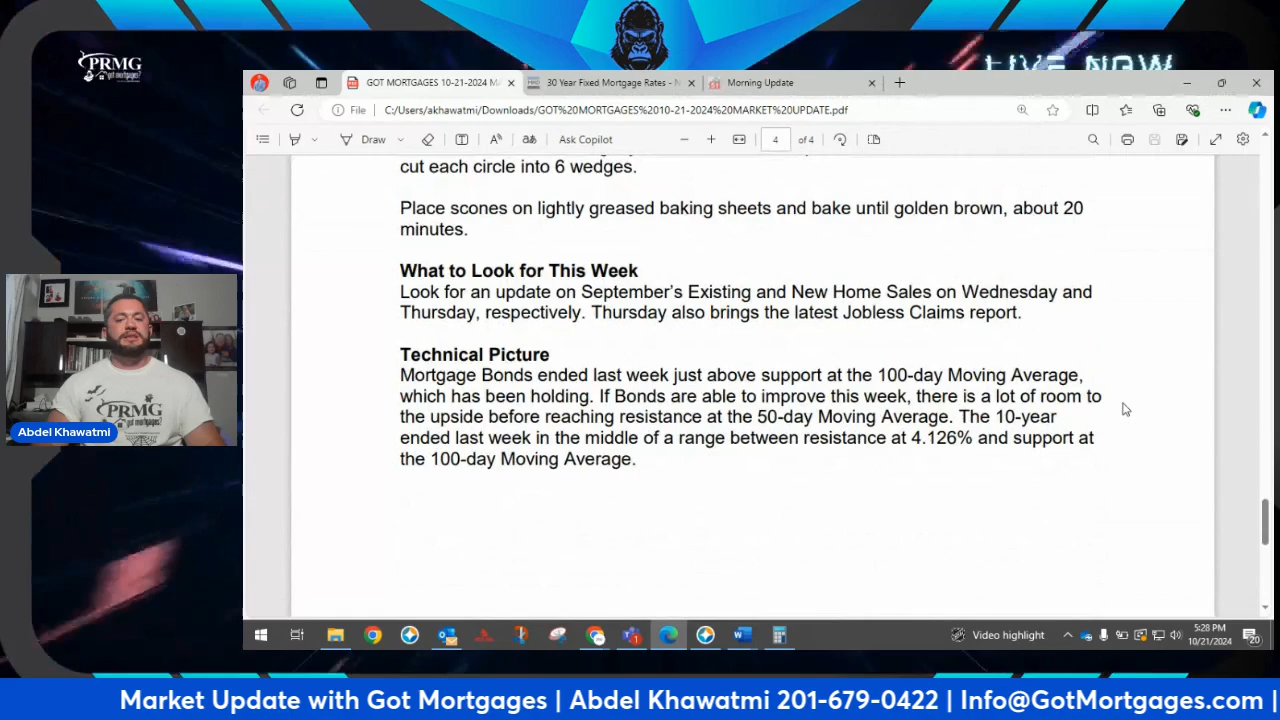 PRMG
got mortgages?
LIVE NOW
GOT MORTGAGES 10-21-2024 M
30 Year Fixed Mortgage Rates -
Morning Update
File
C:/Users/akhawatmi/Downloads/GOT%20MORTGAGES%2010-21-2024%20MARKET%20UPDATE.pdf
Draw
Ask Copilot
4
of 4
cut each circle into 6 wedges.
Place scones on lightly greased baking sheets and bake until golden brown, about 20
minutes.
What to Look for This Week
Look for an update on September's Existing and New Home Sales on Wednesday and
Thursday, respectively. Thursday also brings the latest Jobless Claims report.
Technical Picture
Mortgage Bonds ended last week just above support at the 100-day Moving Average,
which has been holding. If Bonds are able to improve this week, there is a lot of room to
the upside before reaching resistance at the 50-day Moving Average. The 10-year
ended last week in the middle of a range between resistance at 4.126% and support at
the 100-day Moving Average.
PRMG
got mortgages?
Abdel Khawatmi
Video highlight
5:28 PM
10/21/2024
20
Market Update with Got Mortgages | Abdel Khawatmi 201-679-0422 | Info@GotMortgages.com |